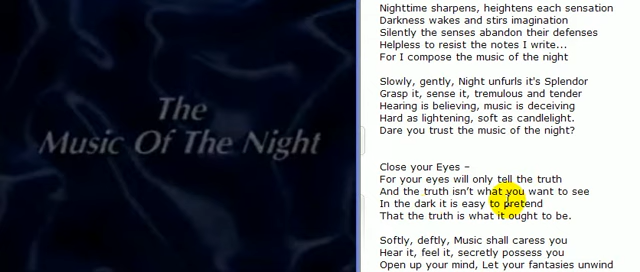 The
Music Of The Night
Nighttime sharpens, heightens each sensation
Darkness wakes and stirs imagination
Silently the senses abandon their defenses
Helpless to resist the notes I write...
For I compose the music of the night
Slowly, gently, Night unfurls it's Splendor
Grasp it, sense it, tremulous and tender
Hearing is believing, music is deceiving
Hard as lightening, soft as candlelight.
Dare you trust the music of the night?
Close your Eyes –
For your eyes will only tell the truth
And the truth isn't what you want to see
In the dark it is easy to pretend
That the truth is what it ought to be.
Softly, deftly, Music shall caress you
Hear it, feel it, secretly possess you
Open up your mind, Let your fantasies unwind